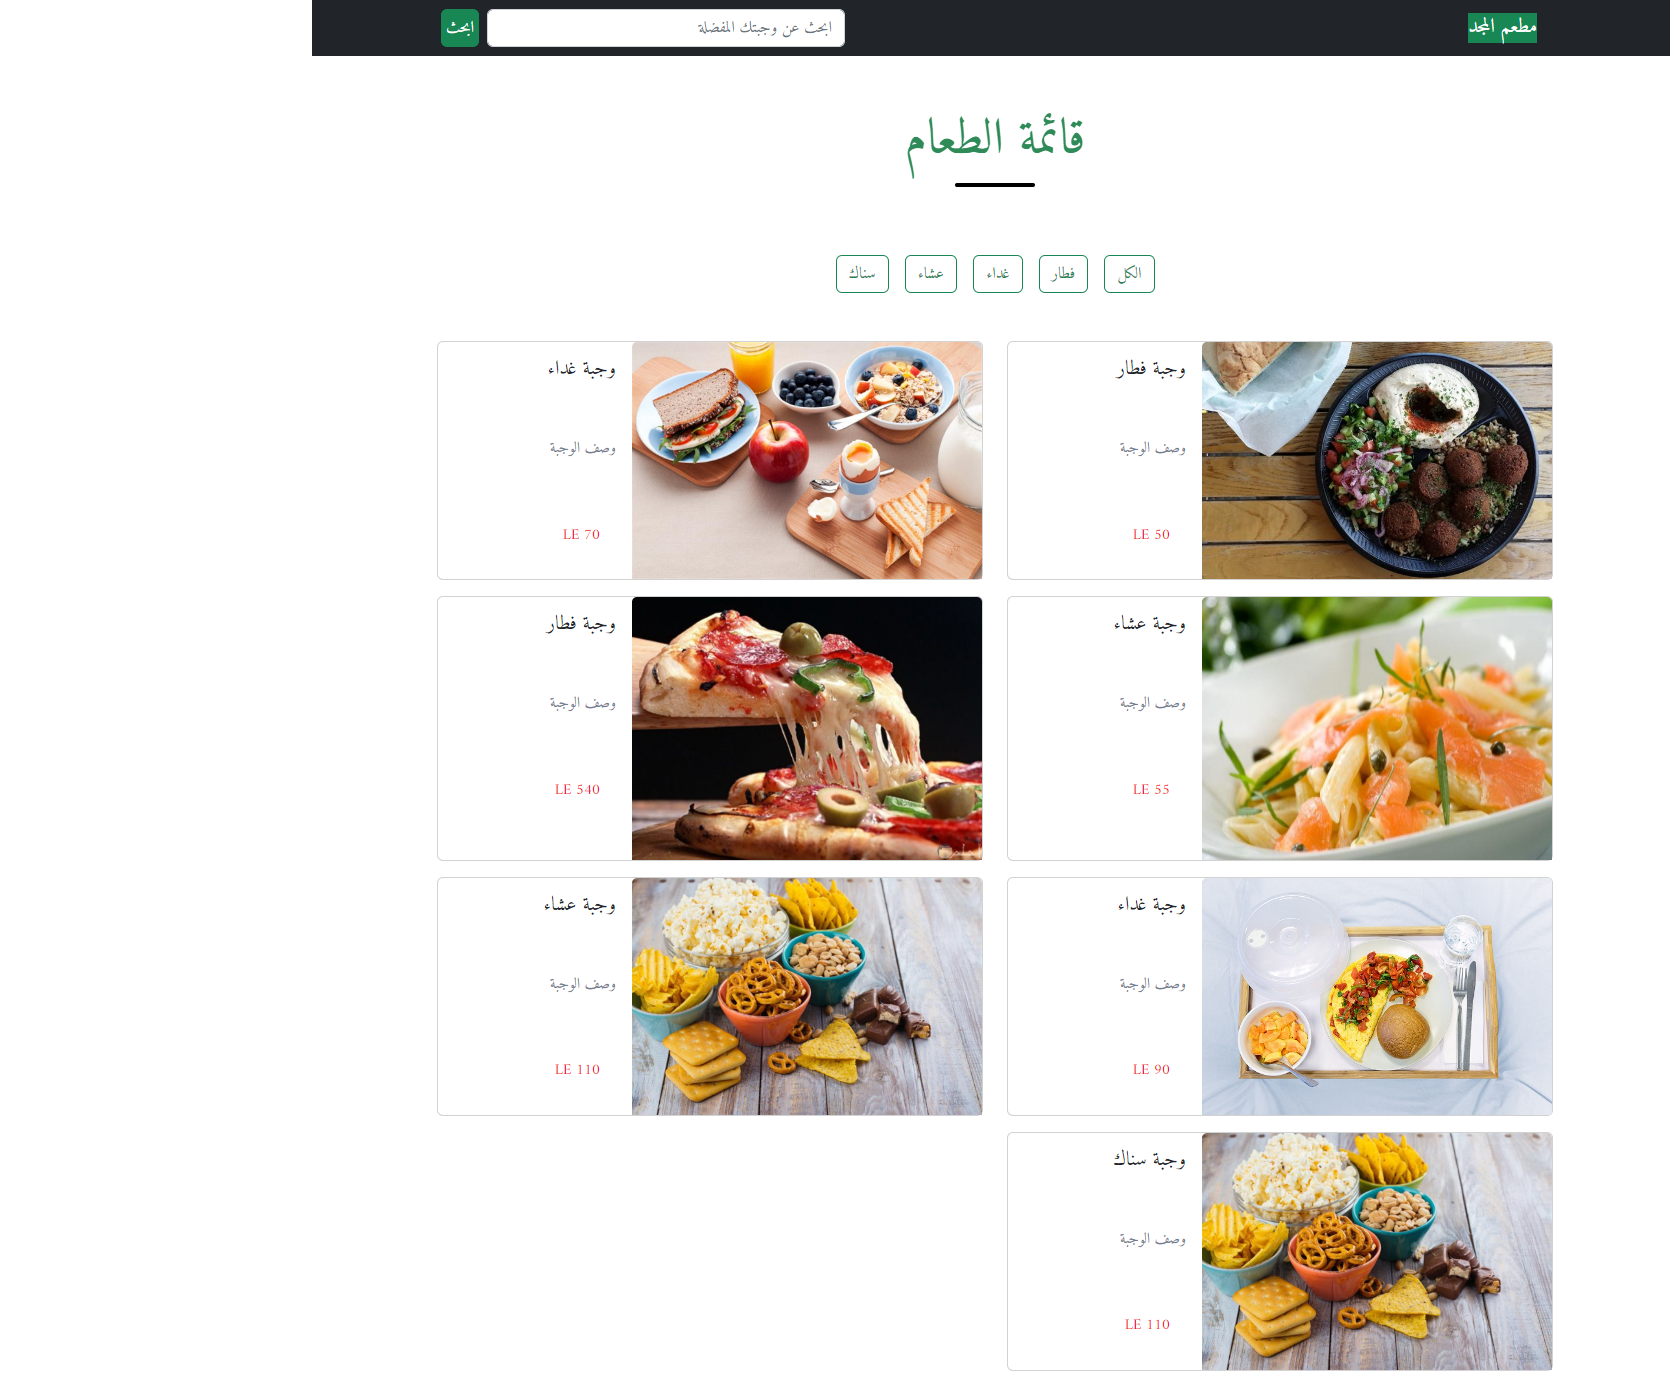 مطعم المجد
ابحث عن وجبتك المفضلة
ابحث
قائمة الطعام
الكل
فطار
غداء
عشاء
سناك
وجبة فطار
وصف الوجبة
50 LE
وجبة غداء
وصف الوجبة
70 LE
وجبة عشاء
وصف الوجبة
55 LE
وجبة فطار
وصف الوجبة
540 LE
وجبة غداء
وصف الوجبة
90 LE
وجبة عشاء
وصف الوجبة
110 LE
وجبة سناك
وصف الوجبة
110 LE